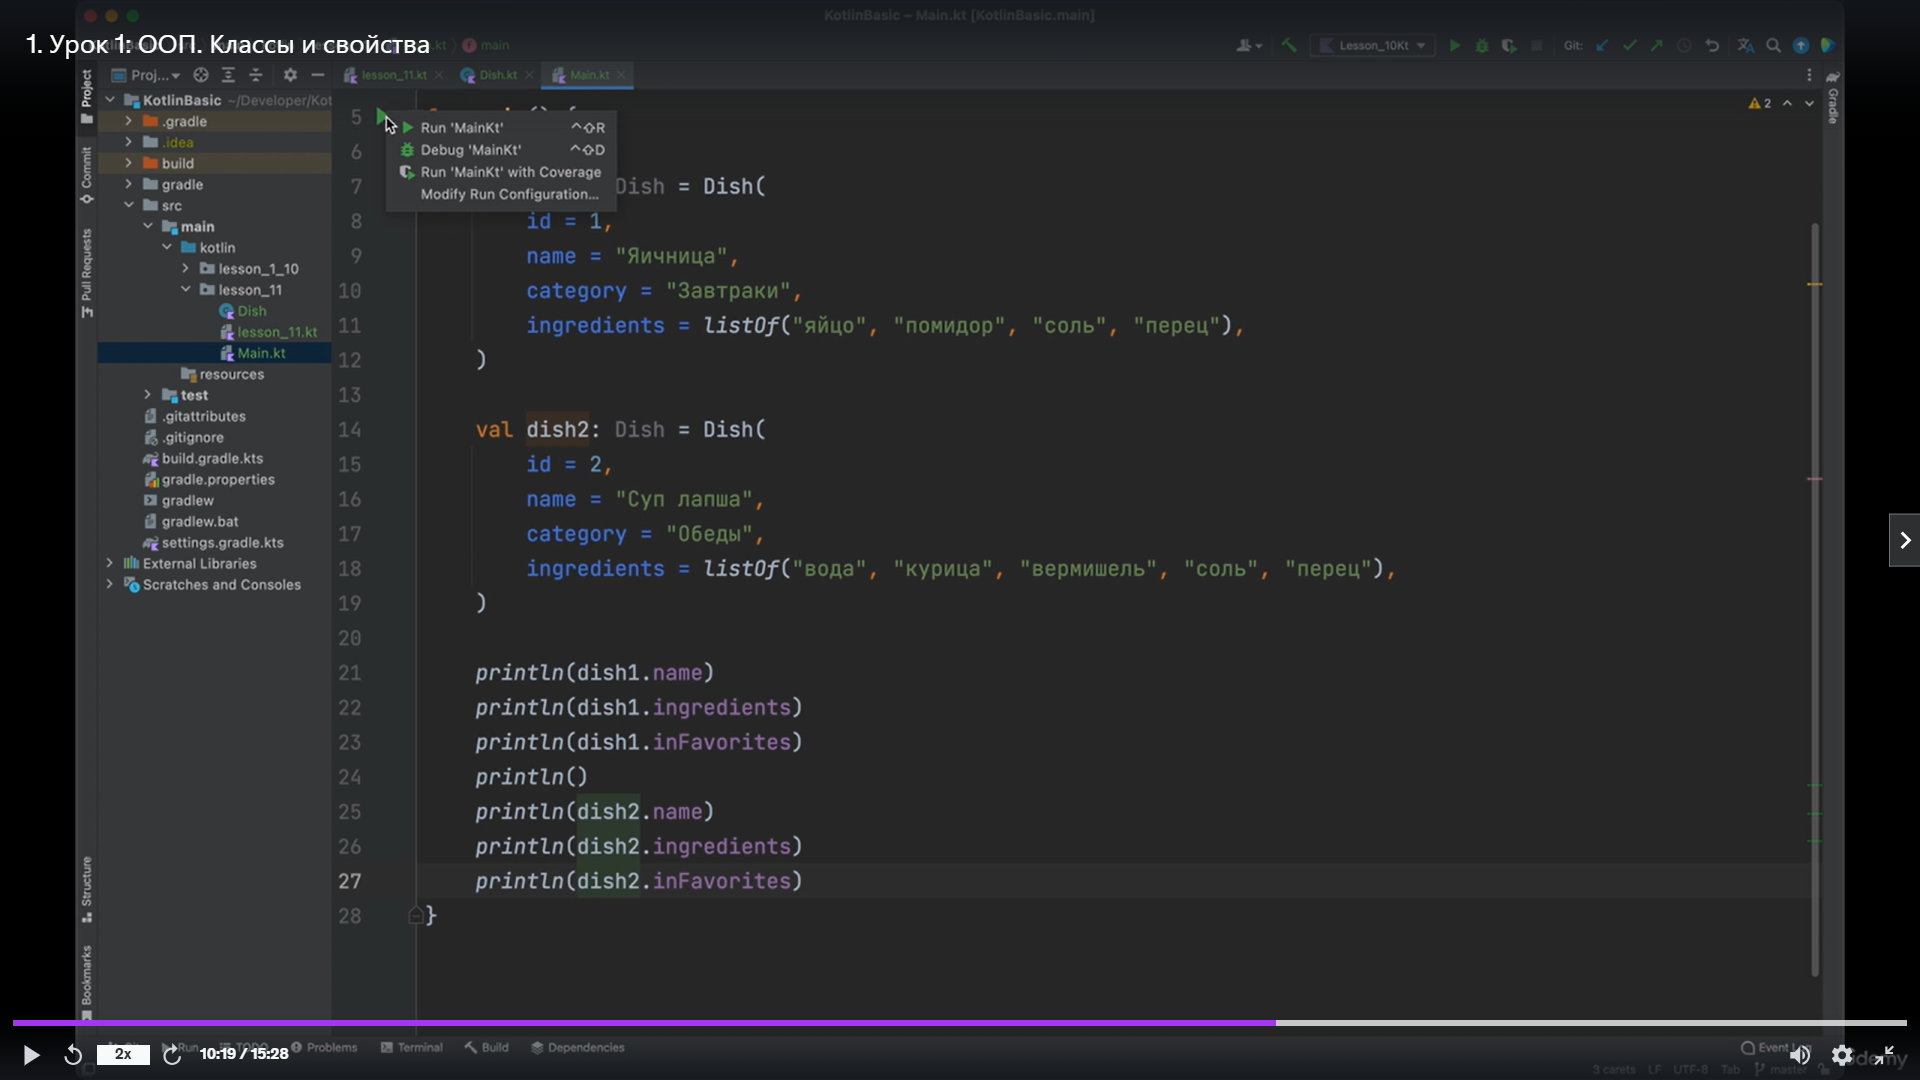 KotlinBasic – Main.kt [KotlinBasic.main]
1. Урок 1: ООП. Классы и свойства
main
Lesson_10Kt
Git:
Project
Proj...
lesson_11.kt
Dish.kt
Main.kt
Gradle
Commit
Pull Requests
Structure
Bookmarks
KotlinBasic ~/Developer/Kot
.gradle
.idea
build
gradle
src
main
kotlin
lesson_1_10
lesson_11
Dish
lesson_11.kt
Main.kt
resources
test
.gitattributes
.gitignore
build.gradle.kts
gradle.properties
gradlew
gradlew.bat
settings.gradle.kts
External Libraries
Scratches and Consoles
2
Run 'MainKt' ^⇧R
Debug 'MainKt' ^⇧D
Run 'MainKt' with Coverage
Modify Run Configuration...
5
6
7 Dish = Dish(
8 id = 1,
9 name = "Яичница",
10 category = "Завтраки",
11 ingredients = listOf("яйцо", "помидор", "соль", "перец"),
12 )
13
14 val dish2: Dish = Dish(
15 id = 2,
16 name = "Суп лапша",
17 category = "Обеды",
18 ingredients = listOf("вода", "курица", "вермишель", "соль", "перец"),
19 )
20
21 println(dish1.name)
22 println(dish1.ingredients)
23 println(dish1.inFavorites)
24 println()
25 println(dish2.name)
26 println(dish2.ingredients)
27 println(dish2.inFavorites)
28 }
Run
TODO
Problems
Terminal
Build
Dependencies
Event
2x
10:19 / 15:28
3 carets LF UTF-8 Tab master